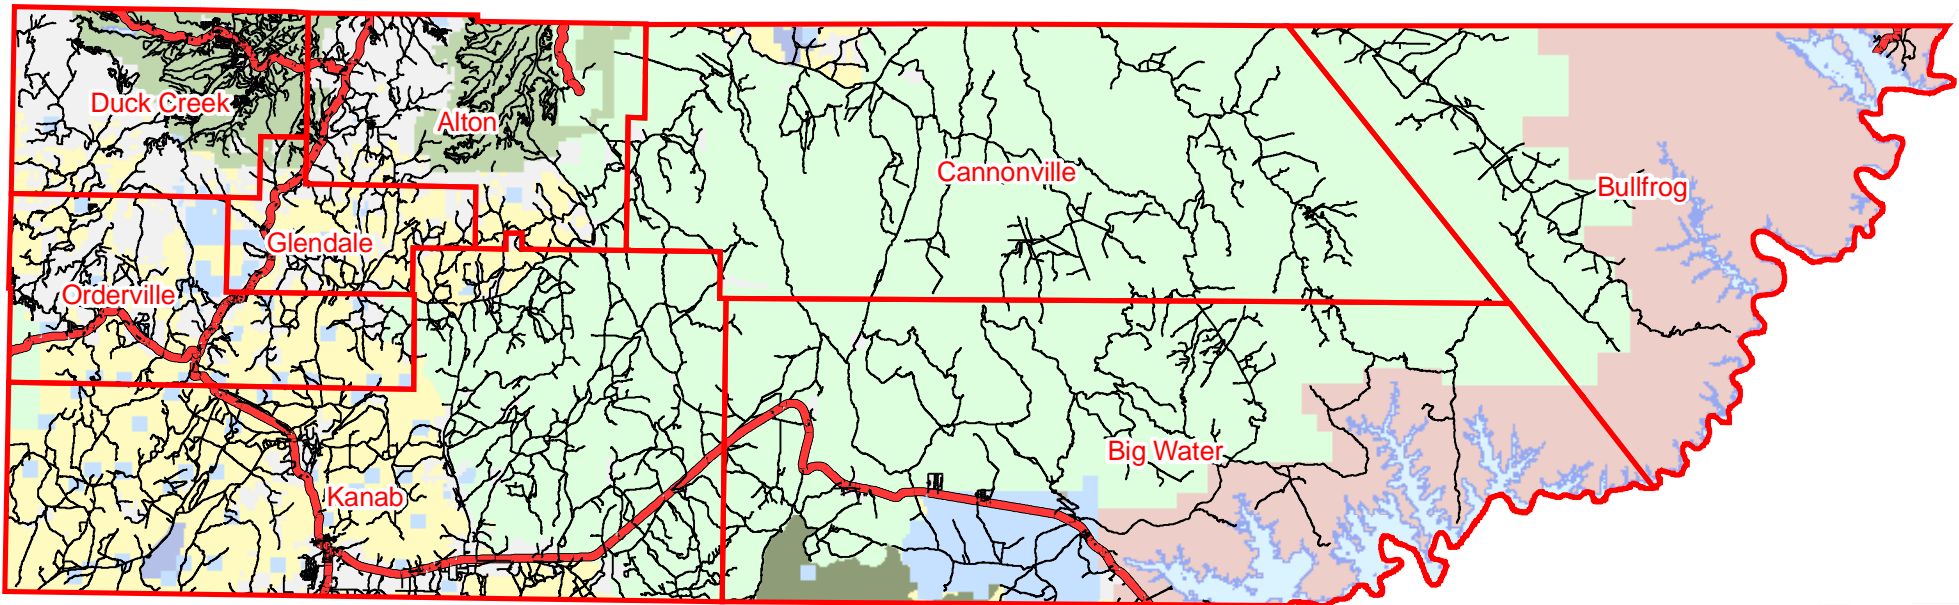 Duck Creek
Alton
Cannonville
Bullfrog
Glendale
Orderville
Big Water
Kanab